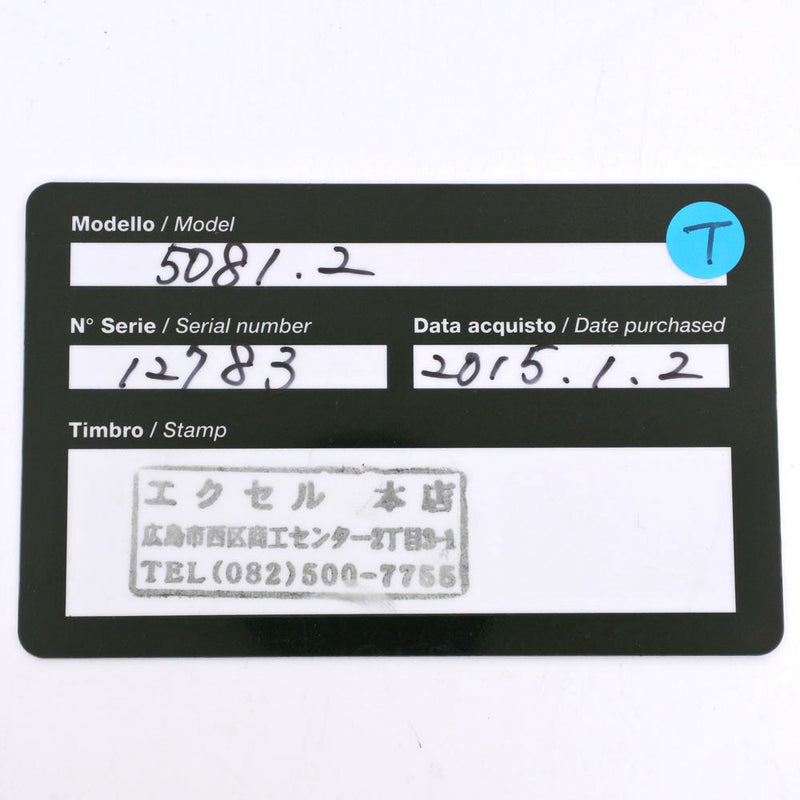 Modello / Model
T
5081.2
N° Serie / Serial number
Data acquisto / Date purchased
12783
2015.1.2
Timbro / Stamp
エクセル 本店
広島市西区商工センター2丁目3-1
TEL(082)500-7755